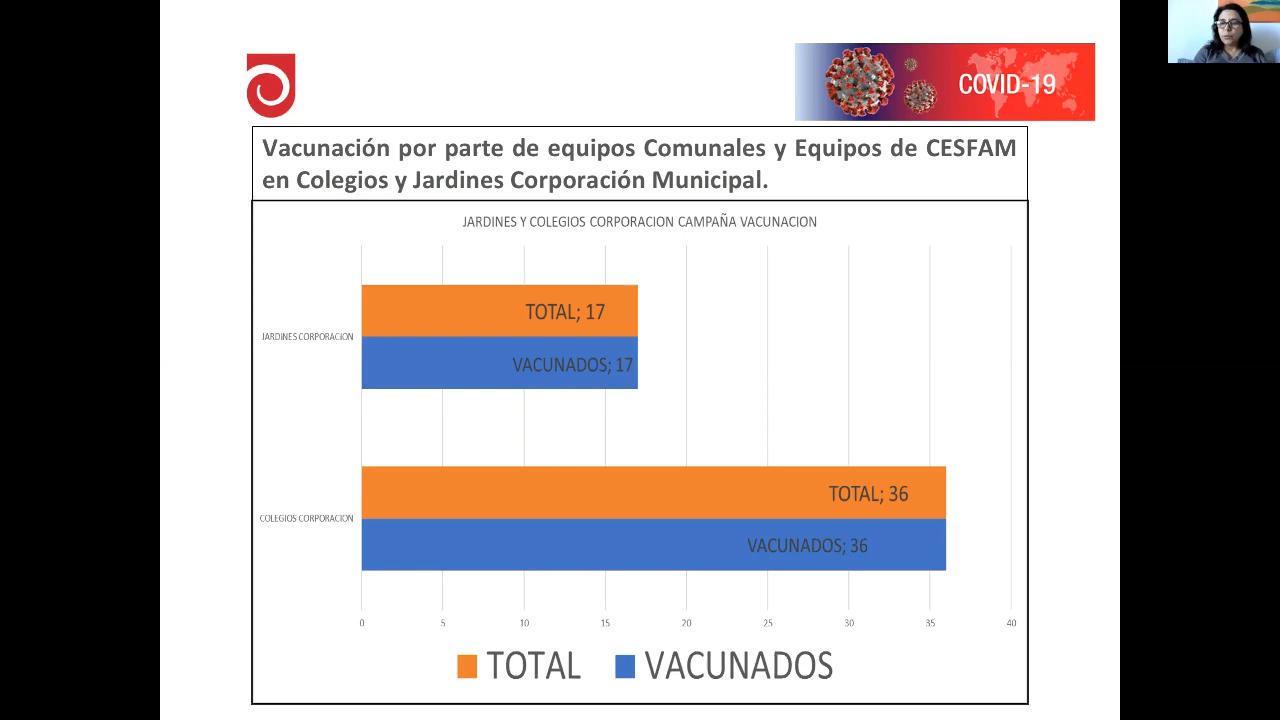 COVID-19
Vacunación por parte de equipos Comunales y Equipos de CESFAM
en Colegios y Jardines Corporación Municipal.
JARDINES Y COLEGIOS CORPORACION CAMPAÑA VACUNACION
TOTAL; 17
JARDINES CORPORACION
VACUNADOS; 17
TOTAL; 36
COLEGIOS CORPORACION
VACUNADOS; 36
0 5 10 15 20 25 30 35 40
TOTAL VACUNADOS